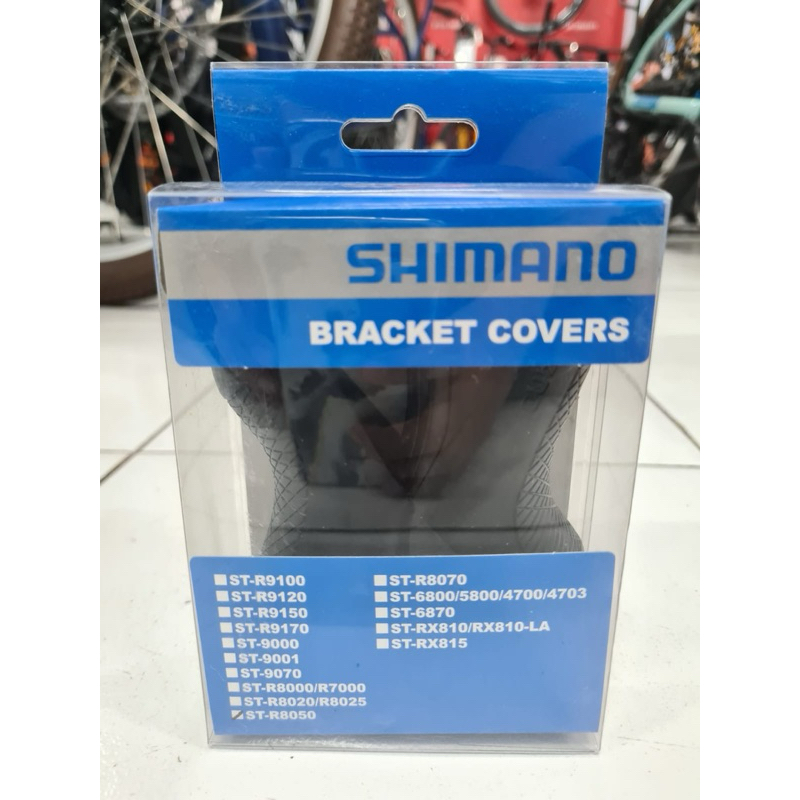 SHIMANO
BRACKET COVERS
ST-R9100
ST-R9120
ST-R9150
ST-R9170
ST-9000
ST-9001
ST-9070
ST-R8000/R7000
ST-R8020/R8025
ST-R8050
ST-R8070
ST-6800/5800/4700/4703
ST-6870
ST-RX810/RX810-LA
ST-RX815